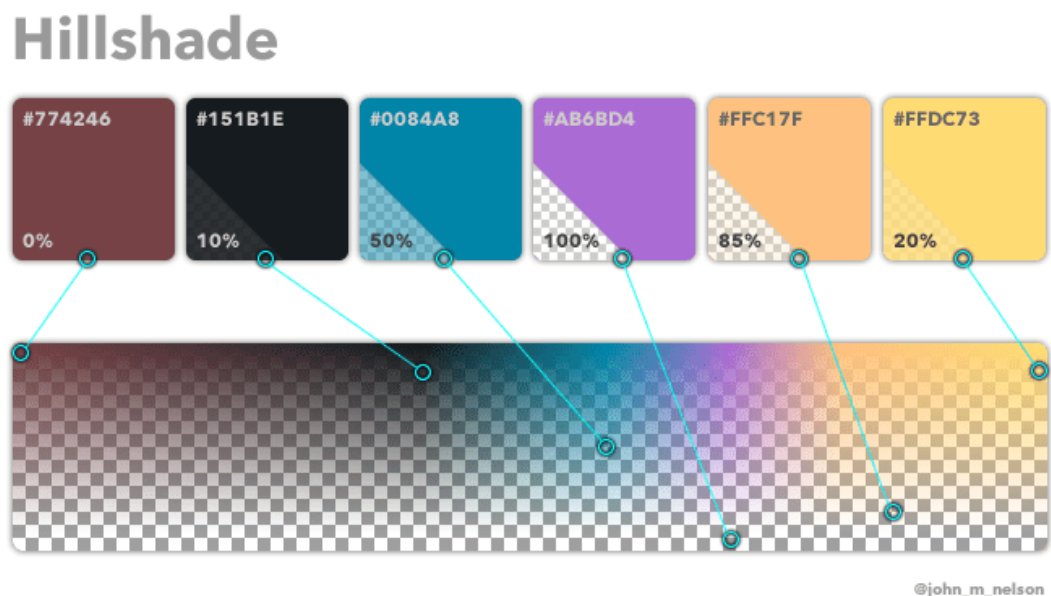 Hillshade
#774246 #151B1E #0084A8 #AB6BD4 #FFC17F #FFDC73
0% 10% 50% 100% 85% 20%
@john_m_nelson